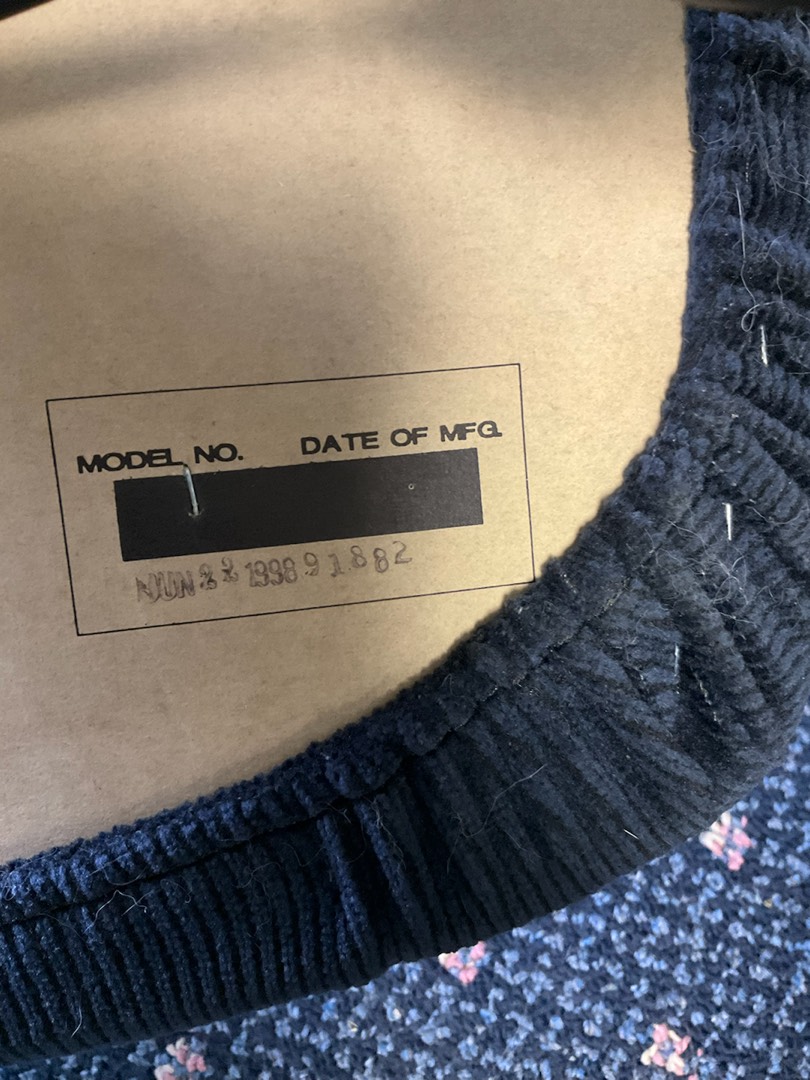 MODEL NO. DATE OF MFG.
JUN 22 1998 91882